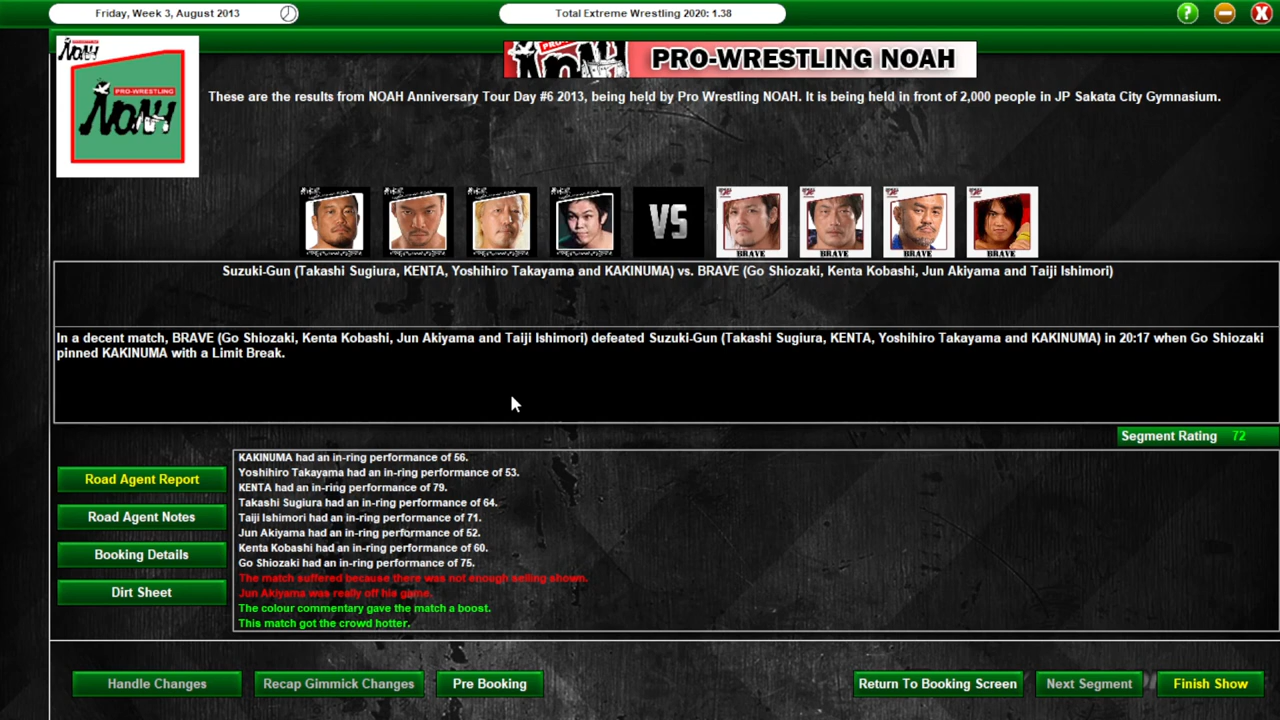 Friday, Week 3, August 2013
Total Extreme Wrestling 2020: 1.38
PRO-WRESTLING NOAH
These are the results from NOAH Anniversary Tour Day #6 2013, being held by Pro Wrestling NOAH. It is being held in front of 2,000 people in JP Sakata City Gymnasium.
PRO-WRESTLING
NOAH
VS
BRAVE
BRAVE
BRAVE
BRAVE
Suzuki-Gun (Takashi Sugiura, KENTA, Yoshihiro Takayama and KAKINUMA) vs. BRAVE (Go Shiozaki, Kenta Kobashi, Jun Akiyama and Taiji Ishimori)
In a decent match, BRAVE (Go Shiozaki, Kenta Kobashi, Jun Akiyama and Taiji Ishimori) defeated Suzuki-Gun (Takashi Sugiura, KENTA, Yoshihiro Takayama and KAKINUMA) in 20:17 when Go Shiozaki
pinned KAKINUMA with a Limit Break.
Segment Rating 72
Road Agent Report
Road Agent Notes
Booking Details
Dirt Sheet
KAKINUMA had an in-ring performance of 56.
Yoshihiro Takayama had an in-ring performance of 53.
KENTA had an in-ring performance of 79.
Takashi Sugiura had an in-ring performance of 64.
Taiji Ishimori had an in-ring performance of 71.
Jun Akiyama had an in-ring performance of 52.
Kenta Kobashi had an in-ring performance of 60.
Go Shiozaki had an in-ring performance of 75.
The match suffered because there was not enough selling shown.
Jun Akiyama was really off his game.
The colour commentary gave the match a boost.
This match got the crowd hotter.
Handle Changes
Recap Gimmick Changes
Pre Booking
Return To Booking Screen
Next Segment
Finish Show